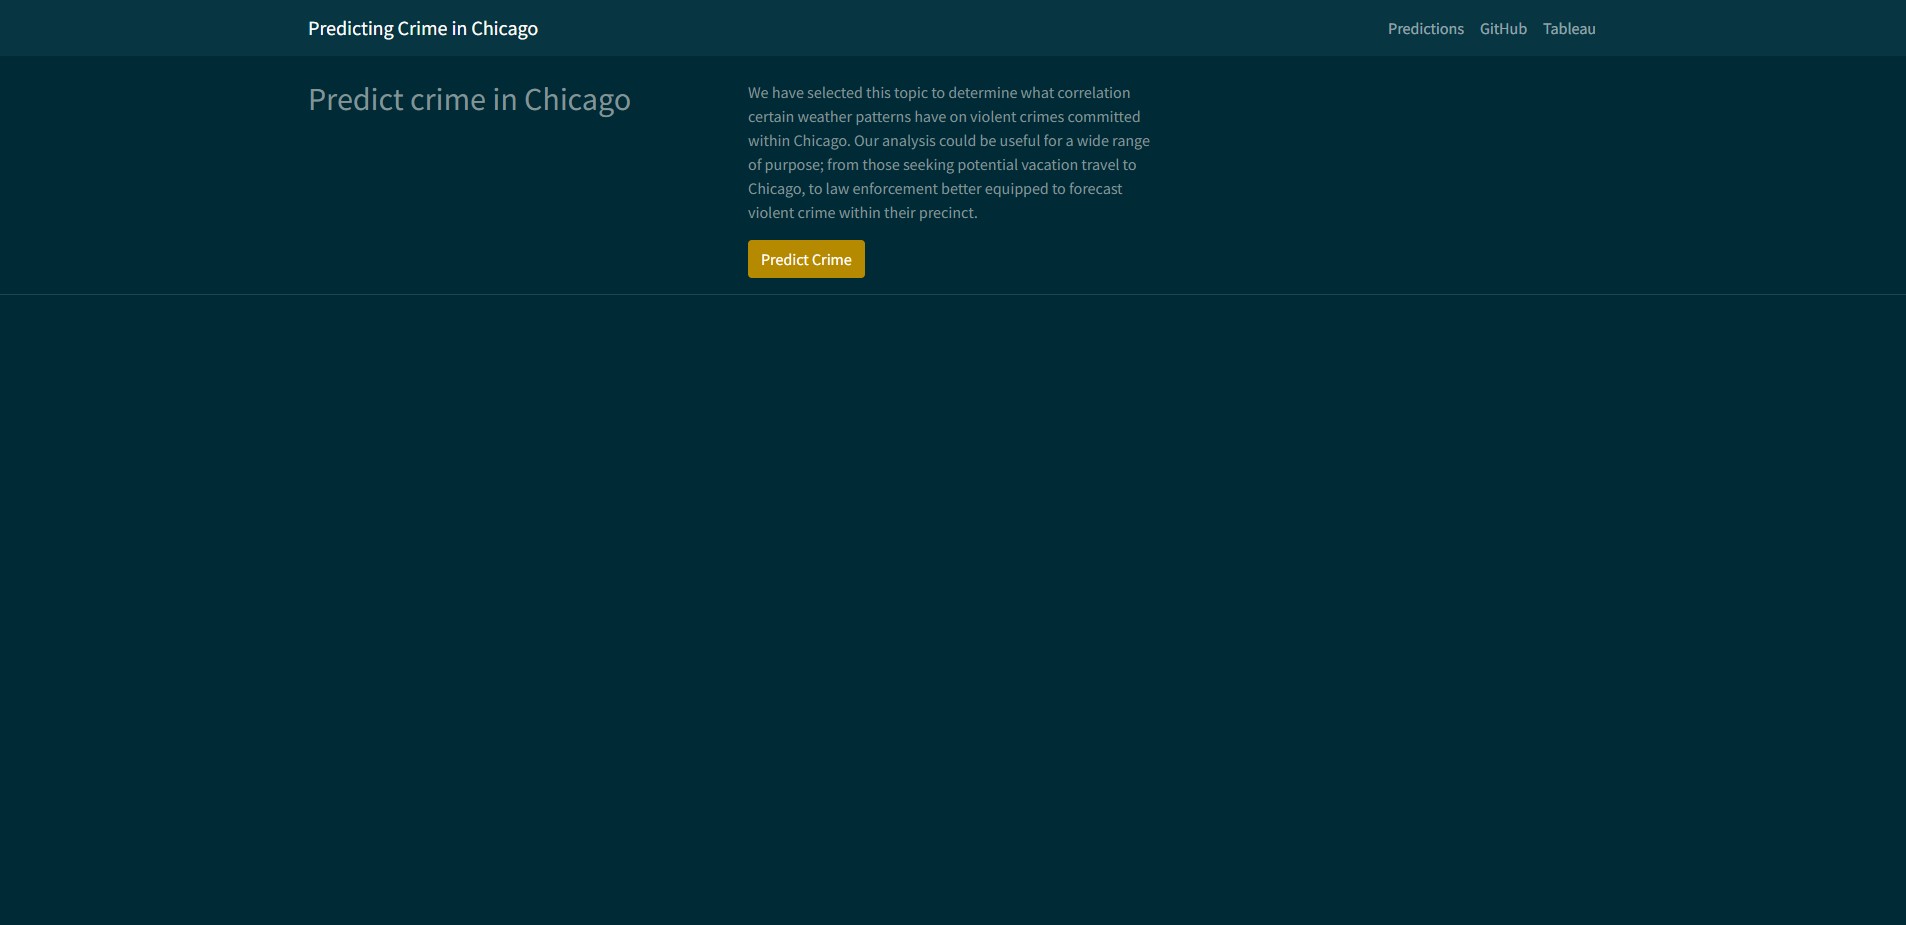 Predicting Crime in Chicago
Predictions GitHub Tableau
Predict crime in Chicago
We have selected this topic to determine what correlation
certain weather patterns have on violent crimes committed
within Chicago. Our analysis could be useful for a wide range
of purpose; from those seeking potential vacation travel to
Chicago, to law enforcement better equipped to forecast
violent crime within their precinct.
Predict Crime